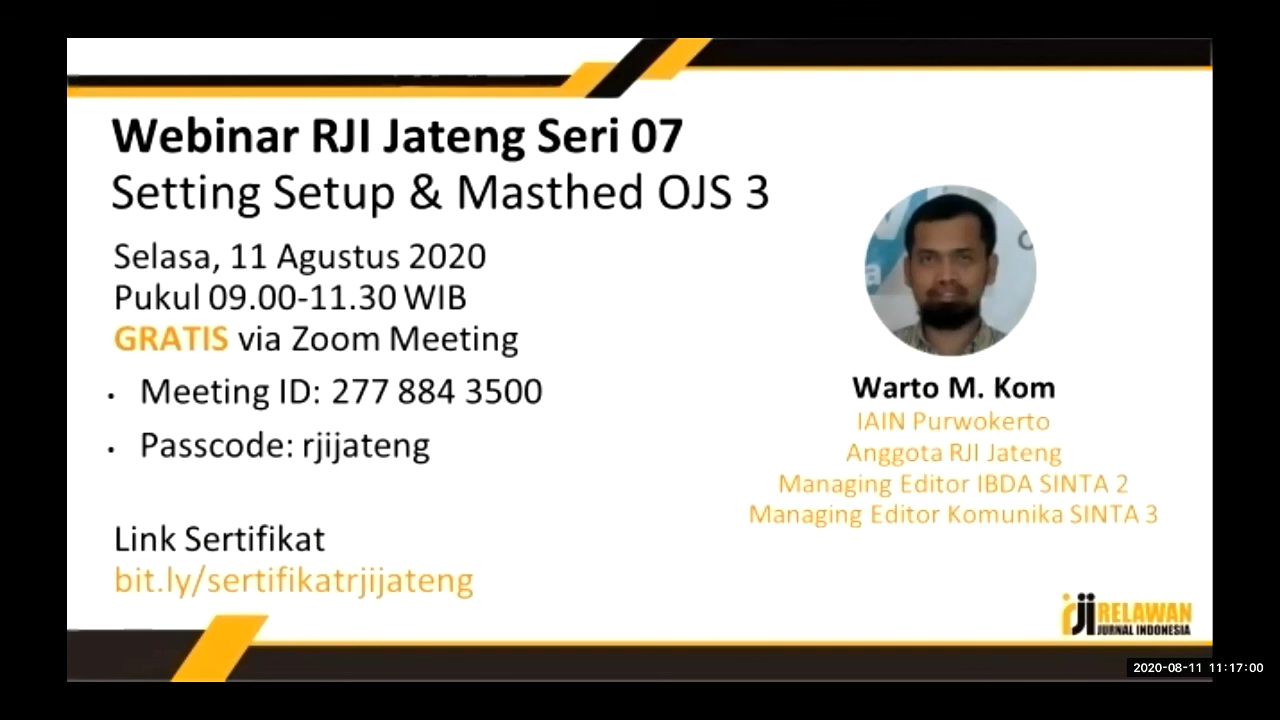 Webinar RJI Jateng Seri 07
Setting Setup & Masthed OJS 3
Selasa, 11 Agustus 2020
Pukul 09.00-11.30 WIB
GRATIS via Zoom Meeting
• Meeting ID: 277 884 3500
• Passcode: rjijateng
Link Sertifikat
bit.ly/sertifikatrjijateng
Warto M. Kom
IAIN Purwokerto
Anggota RJI Jateng
Managing Editor IBDA SINTA 2
Managing Editor Komunika SINTA 3
rji RELAWAN
JURNAL INDONESIA
2020-08-11 11:17:00